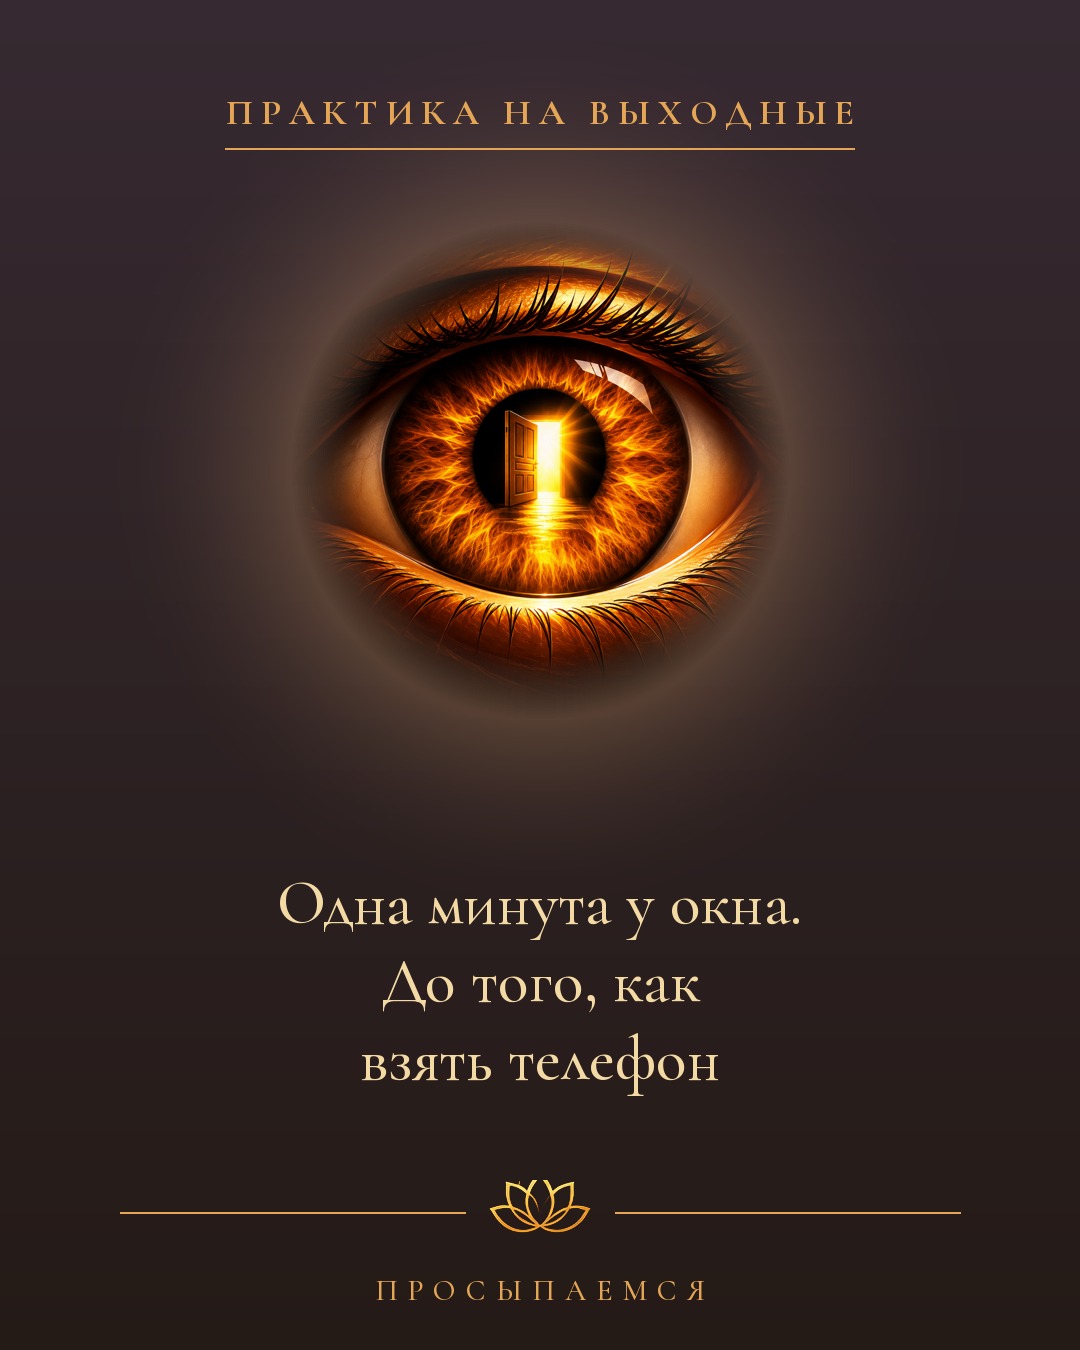 ПРАКТИКА НА ВЫХОДНЫЕ
Одна минута у окна.
До того, как
взять телефон
ПРОСЫПАЕМСЯ